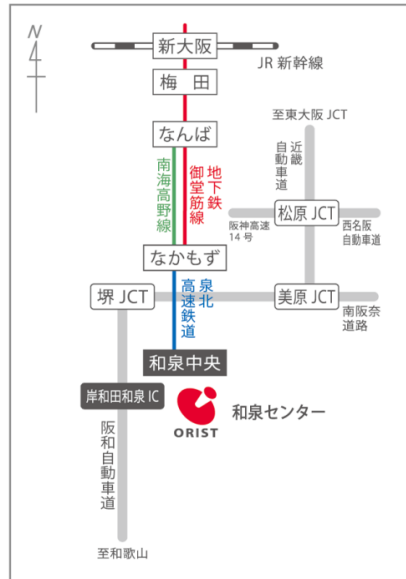 N
新大阪
JR 新幹線
梅 田
至東大阪 JCT
なんば
近畿
自動車道
南海高野線
地下鉄
御堂筋線
松原 JCT
阪神高速
14 号
西名阪
自動車道
なかもず
泉北
高速鉄道
堺 JCT
美原 JCT
南阪奈
道路
和泉中央
岸和田和泉 IC
ORIST
和泉センター
阪和自動車道
至和歌山